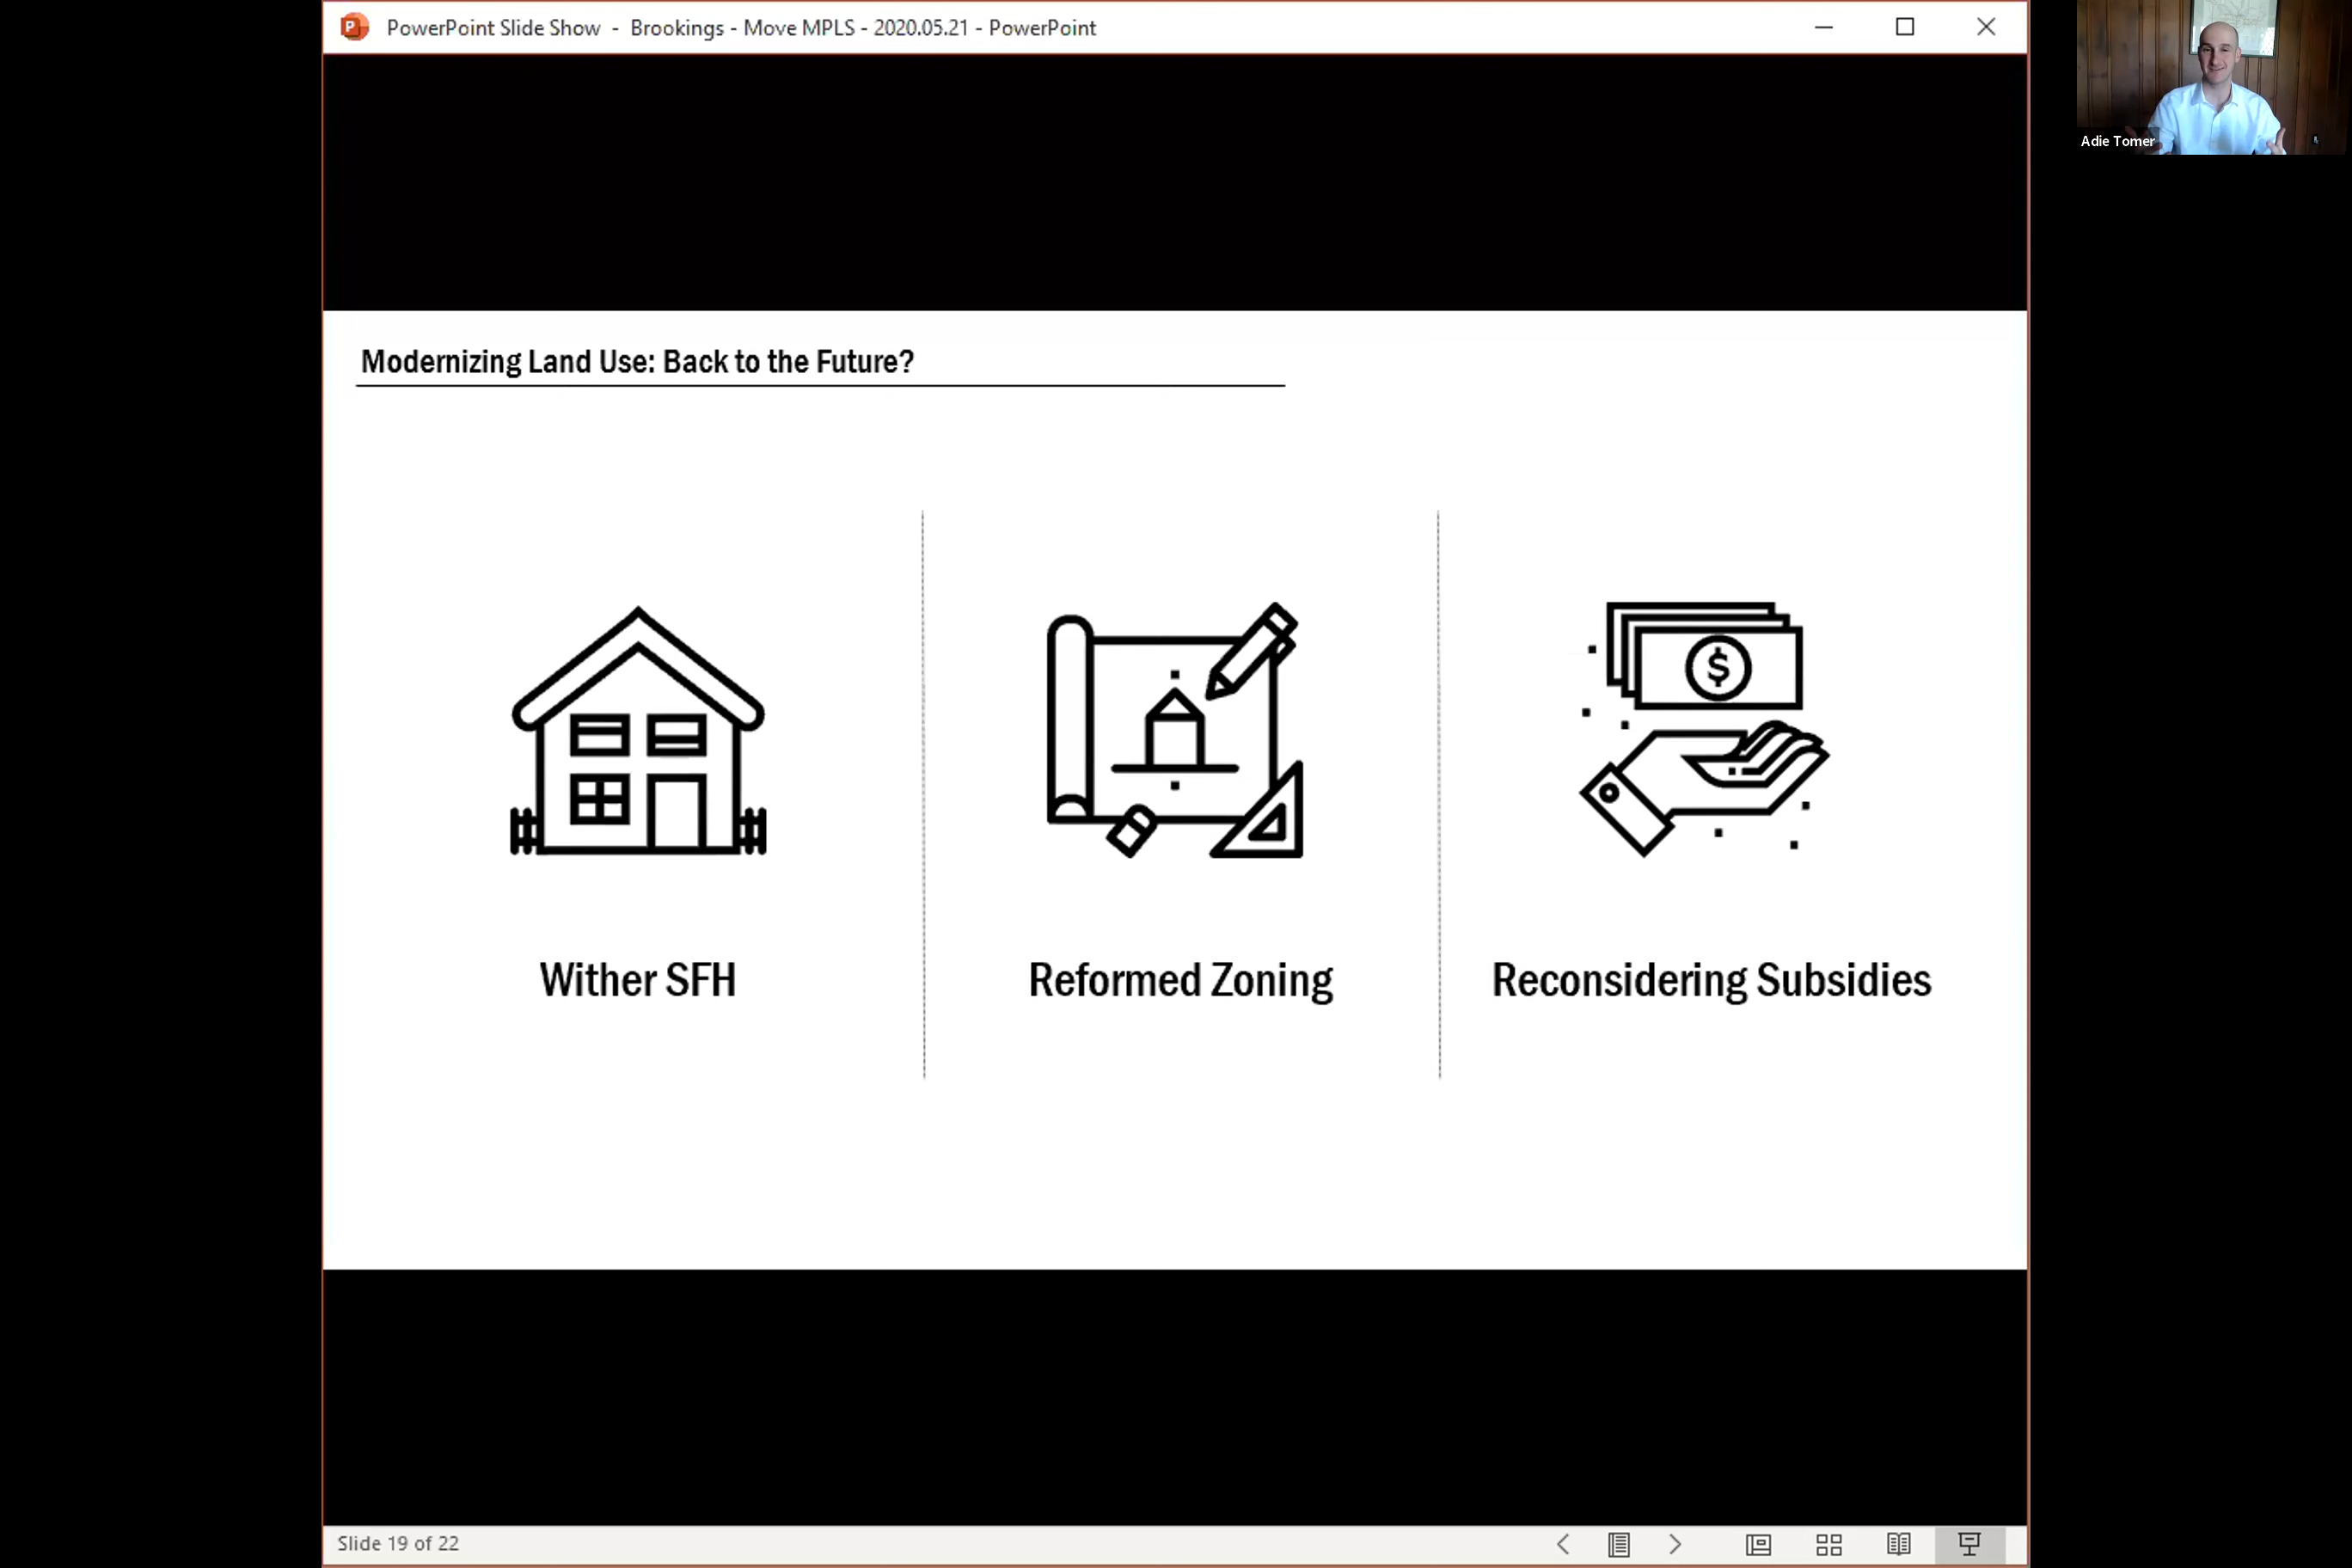 PowerPoint Slide Show - Brookings - Move MPLS - 2020.05.21 - PowerPoint
Adie Tomer
Modernizing Land Use: Back to the Future?
$
Wither SFH
Reformed Zoning
Reconsidering Subsidies
Slide 19 of 22